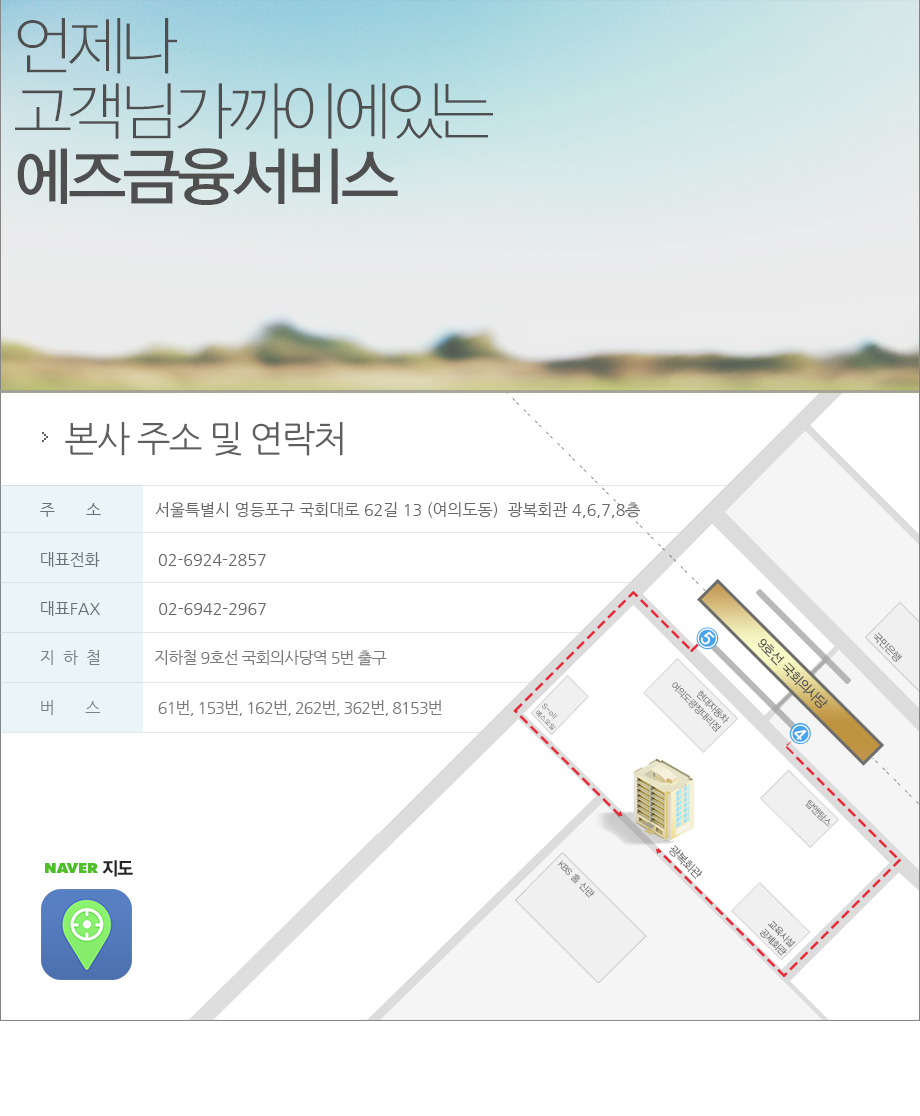 언제나
고객님가까이에있는
에즈금융서비스
본사 주소 및 연락처
주 소 서울특별시 영등포구 국회대로 62길 13 (여의도동) 광복회관 4,6,7,8층
대표전화 02-6924-2857
대표FAX 02-6942-2967
지 하 철 지하철 9호선 국회의사당역 5번 출구
버 스 61번, 153번, 162번, 262번, 362번, 8153번
국민은행
5
9호선 국회의사당
현대자동차
여의도광장대리점
S-oil
에스오일
4
탑앤탐스
광복회관
KBS 홀 신관
교육시설
공제회관
NAVER 지도